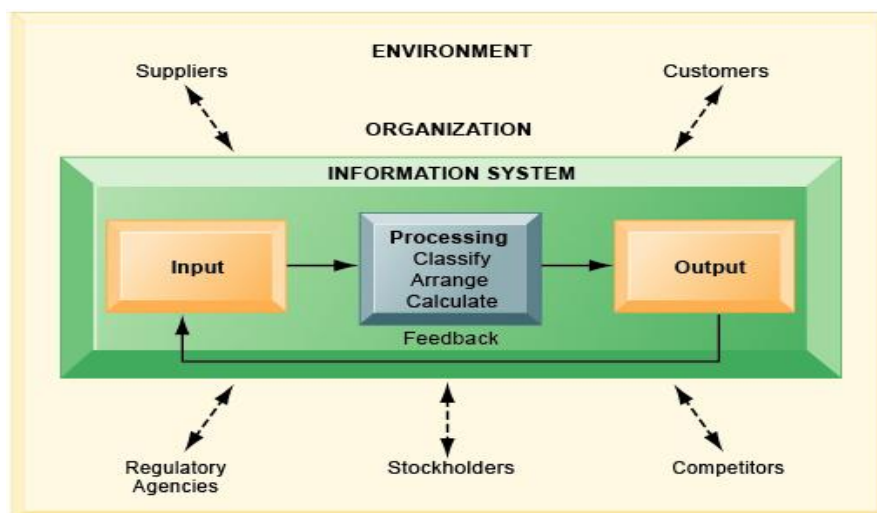 ENVIRONMENT
Suppliers
Customers
ORGANIZATION
INFORMATION SYSTEM
Input
Processing
Classify
Arrange
Calculate
Output
Feedback
Regulatory
Agencies
Stockholders
Competitors